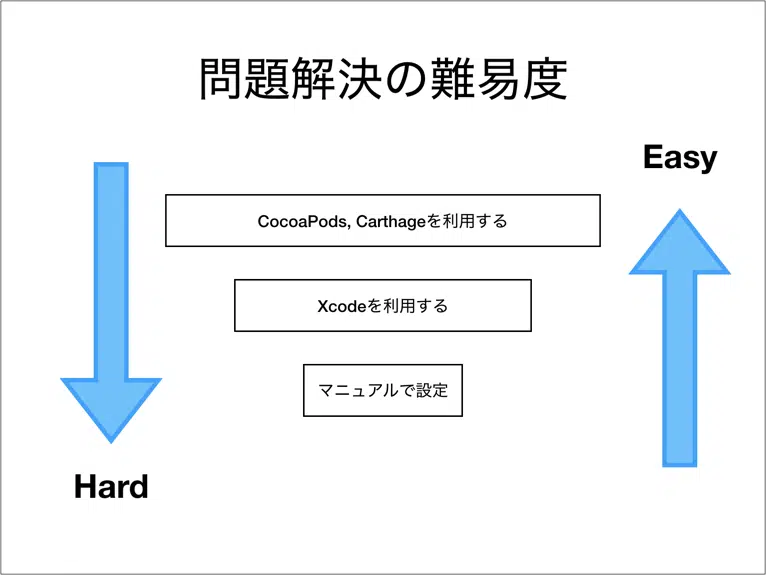 問題解決の難易度
Easy
CocoaPods, Carthageを利用する
Xcodeを利用する
マニュアルで設定
Hard